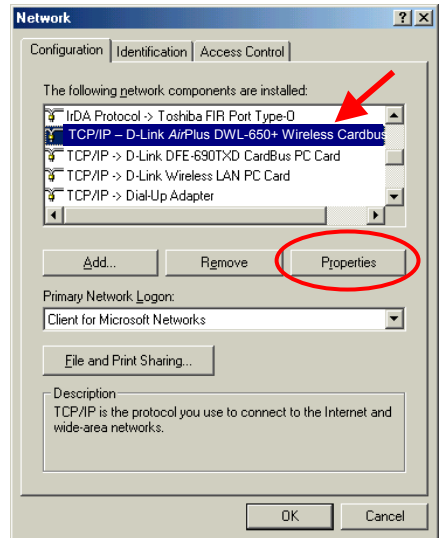 Network
Configuration
Identification
Access Control
The following network components are installed:
IrDA Protocol -> Toshiba FIR Port Type-O
TCP/IP – D-Link AirPlus DWL-650+ Wireless Cardbus
TCP/IP -> D-Link DFE-690TXD CardBus PC Card
TCP/IP -> D-Link Wireless LAN PC Card
TCP/IP -> Dial-Up Adapter
Add...
Remove
Properties
Primary Network Logon:
Client for Microsoft Networks
File and Print Sharing...
Description
TCP/IP is the protocol you use to connect to the Internet and
wide-area networks.
OK
Cancel